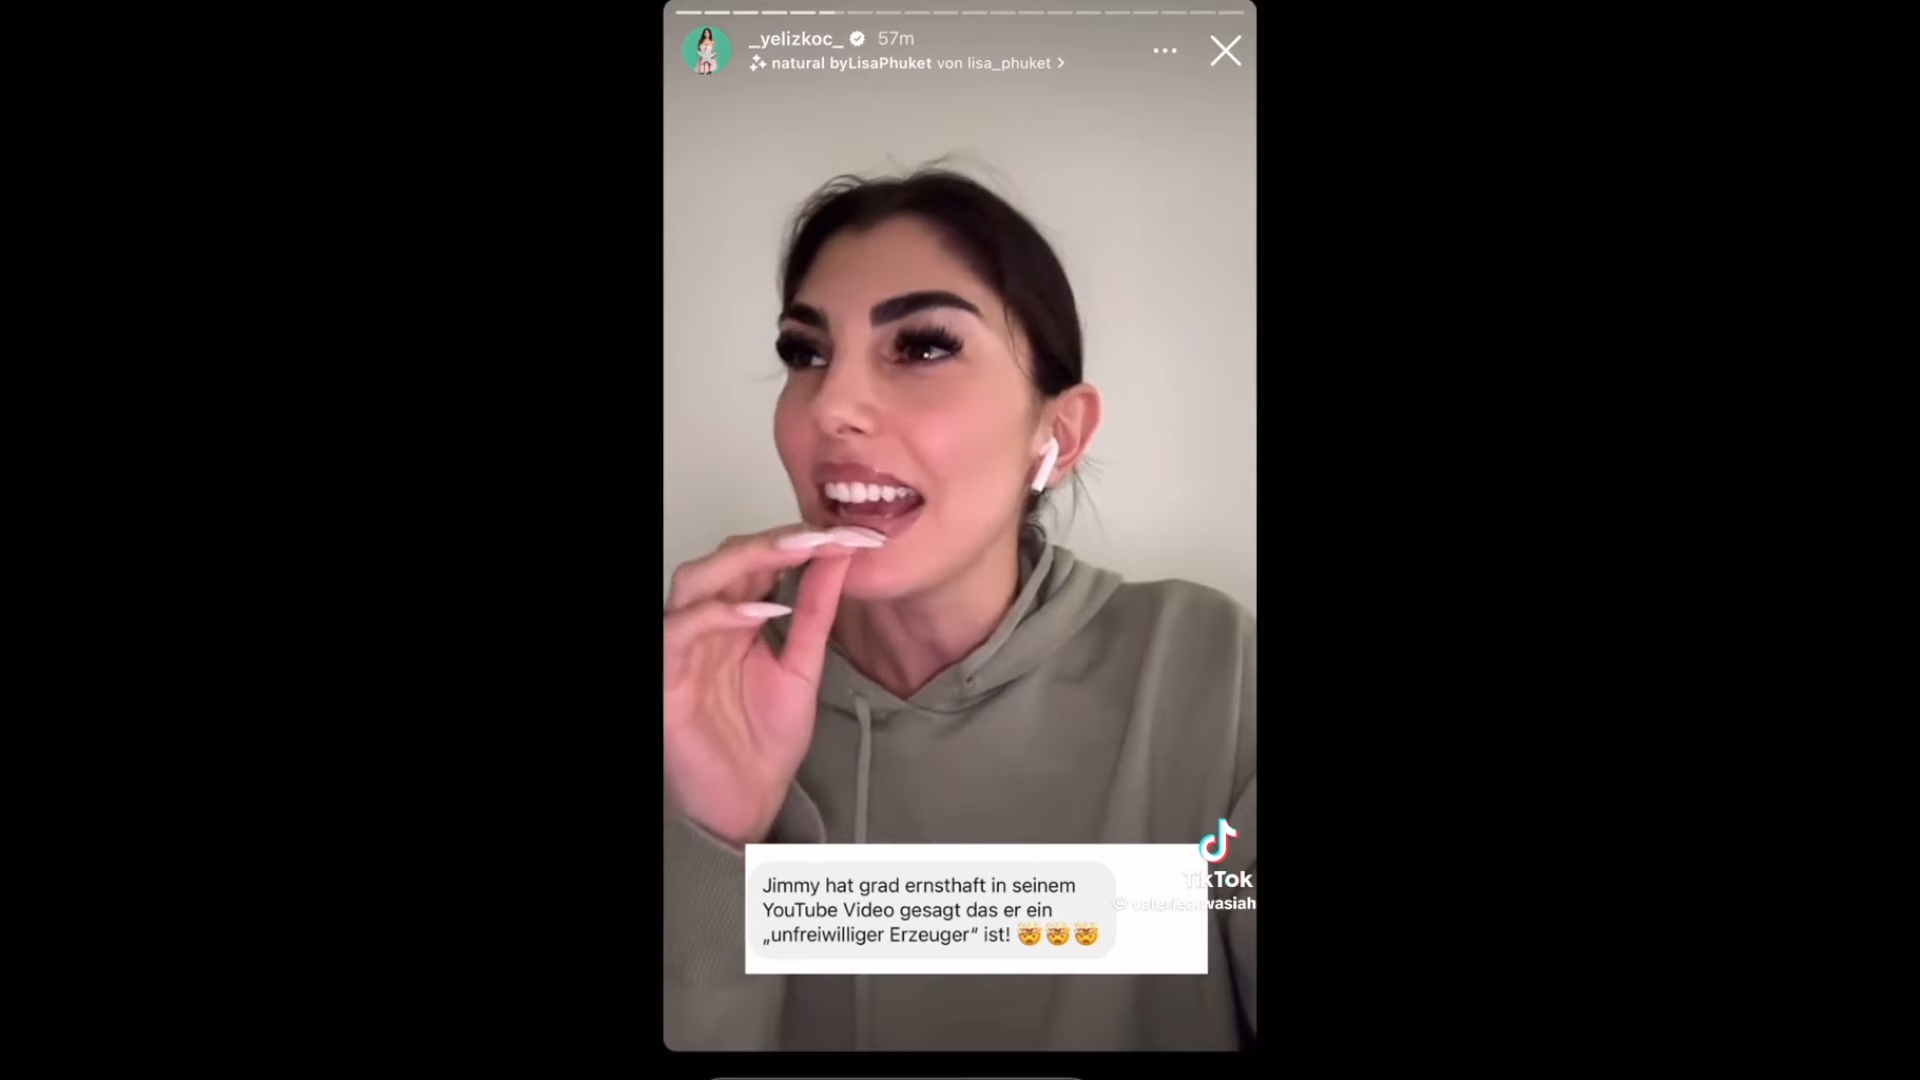 _yelizkoc_ 57m
natural byLisaPhuket von lisa_phuket >
Jimmy hat grad ernsthaft in seinem
YouTube Video gesagt das er ein
„unfreiwilliger Erzeuger“ ist! 🤯🤯🤯
TikTok